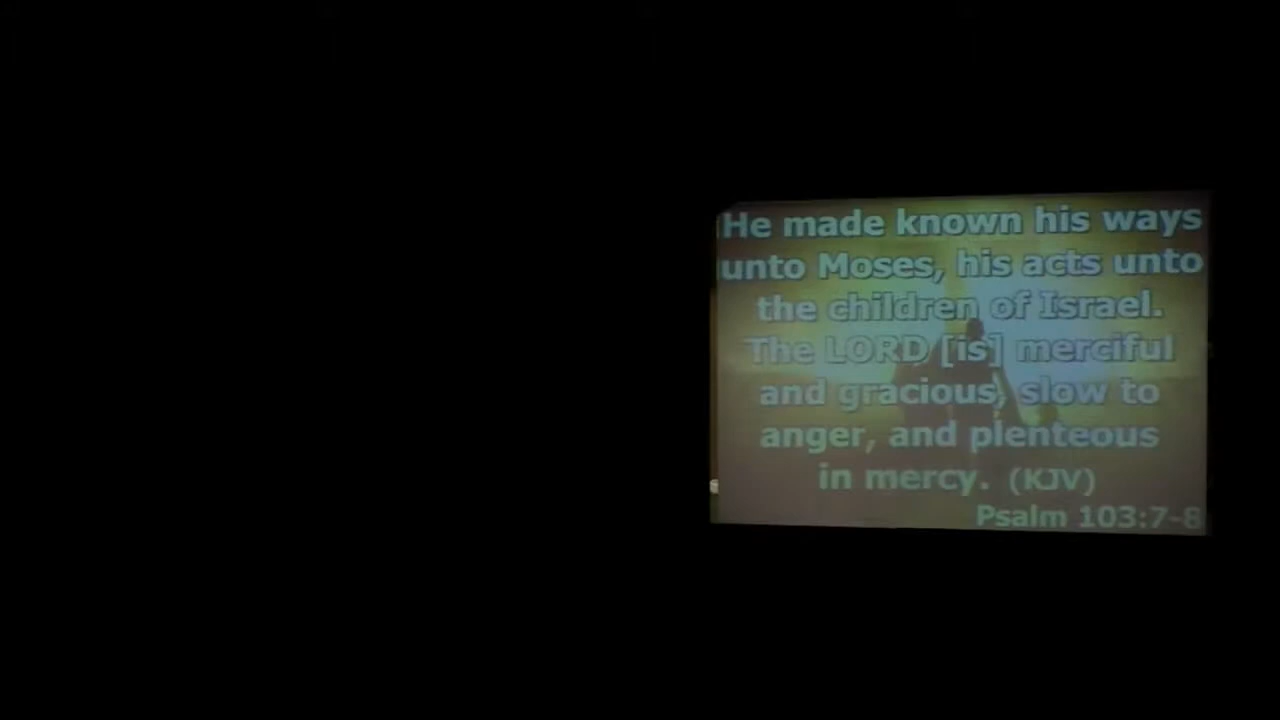 He made known his ways
unto Moses, his acts unto
the children of Israel.
The LORD [is] merciful
and gracious, slow to
anger, and plenteous
in mercy. (KJV)
Psalm 103:7-8